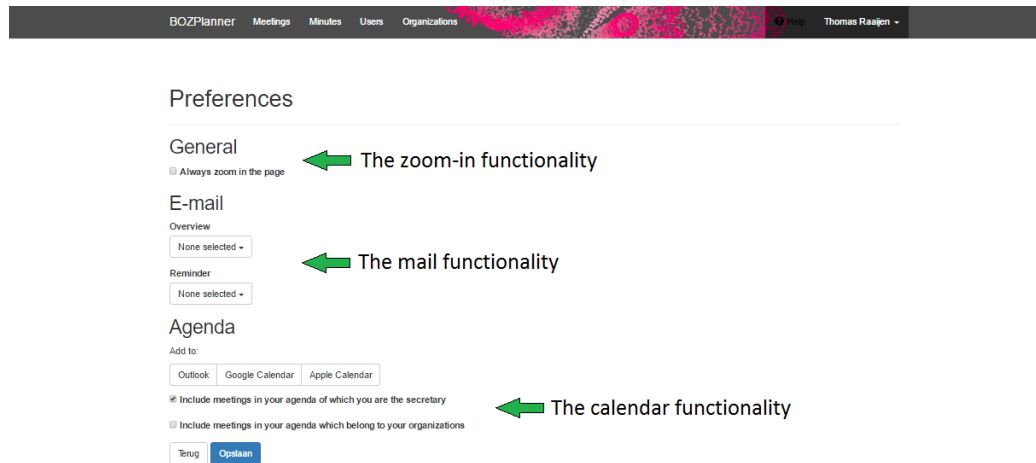 BOZPlanner Meetings Minutes Users Organizations Help Thomas Raaijen
Preferences
General
The zoom-in functionality
Always zoom in the page
E-mail
Overview
None selected
The mail functionality
Reminder
None selected
Agenda
Add to:
Outlook Google Calendar Apple Calendar
Include meetings in your agenda of which you are the secretary
The calendar functionality
Include meetings in your agenda which belong to your organizations
Terug Opslaan